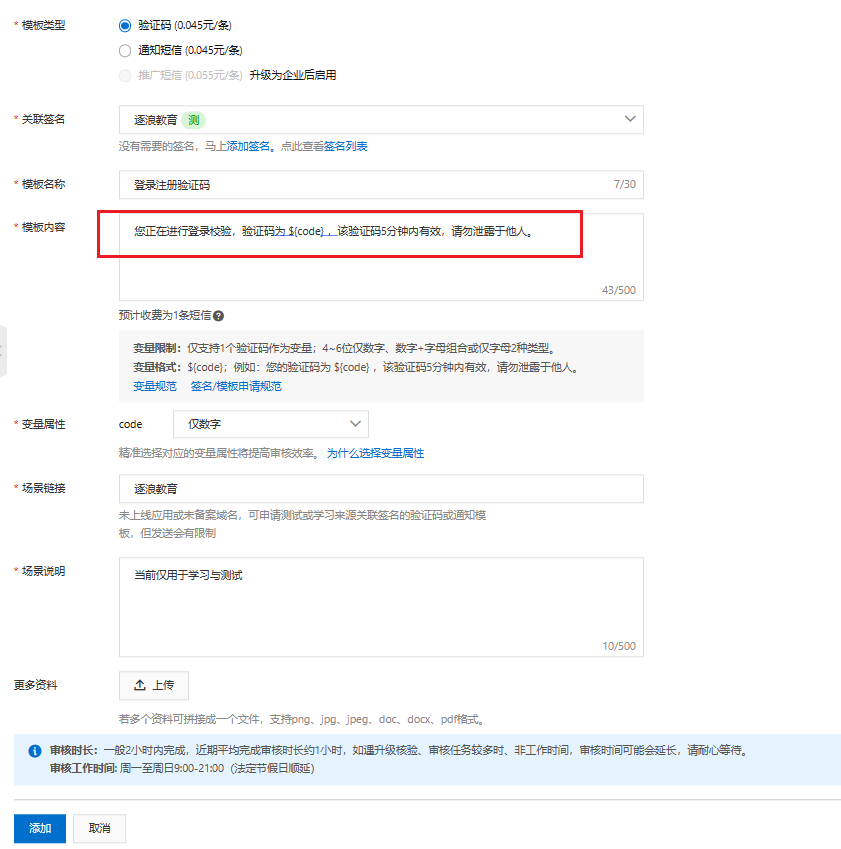 * 模板类型 验证码 (0.045元/条)
通知短信 (0.045元/条)
推广短信 (0.055元/条) 升级为企业后启用
* 关联签名 逐浪教育 测
没有需要的签名，马上添加签名。点此查看签名列表
* 模板名称 登录注册验证码 7/30
* 模板内容 您正在进行登录校验，验证码为 ${code} ，该验证码5分钟内有效，请勿泄露于他人。
43/500
预计收费为1条短信 ?
变量限制：仅支持1个验证码作为变量；4~6位仅数字、数字+字母组合或仅字母2种类型。
变量格式：${code}；例如：您的验证码为 ${code} ，该验证码5分钟内有效，请勿泄露于他人。
变量规范 签名/模板申请规范
* 变量属性 code 仅数字
精准选择对应的变量属性将提高审核效率。 为什么选择变量属性
* 场景链接 逐浪教育
未上线应用或未备案域名，可申请测试或学习来源关联签名的验证码或通知模
板，但发送会有限制
* 场景说明 当前仅用于学习与测试
10/500
更多资料 上传
若多个资料可拼接成一个文件，支持png、jpg、jpeg、doc、docx、pdf格式。
审核时长：一般2小时内完成，近期平均完成审核时长约1小时，如遇升级核验、审核任务较多时、非工作时间，审核时间可能会延长，请耐心等待。
审核工作时间: 周一至周日9:00-21:00（法定节假日顺延）
添加 取消